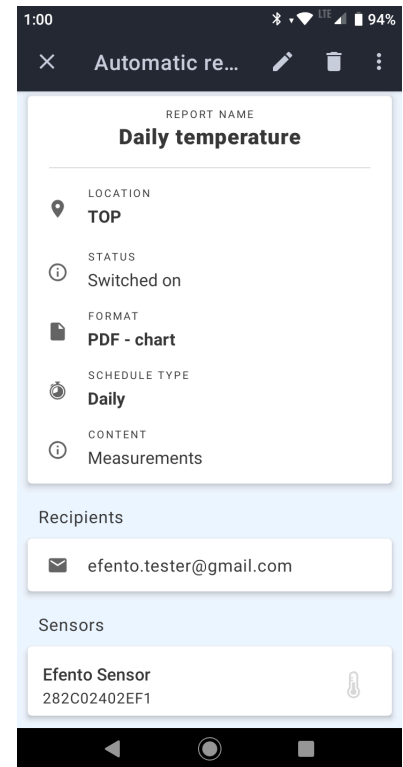 1:00
LTE
94%
Automatic re...
REPORT NAME
Daily temperature
LOCATION
TOP
STATUS
Switched on
FORMAT
PDF - chart
SCHEDULE TYPE
Daily
CONTENT
Measurements
Recipients
efento.tester@gmail.com
Sensors
Efento Sensor
282C02402EF1